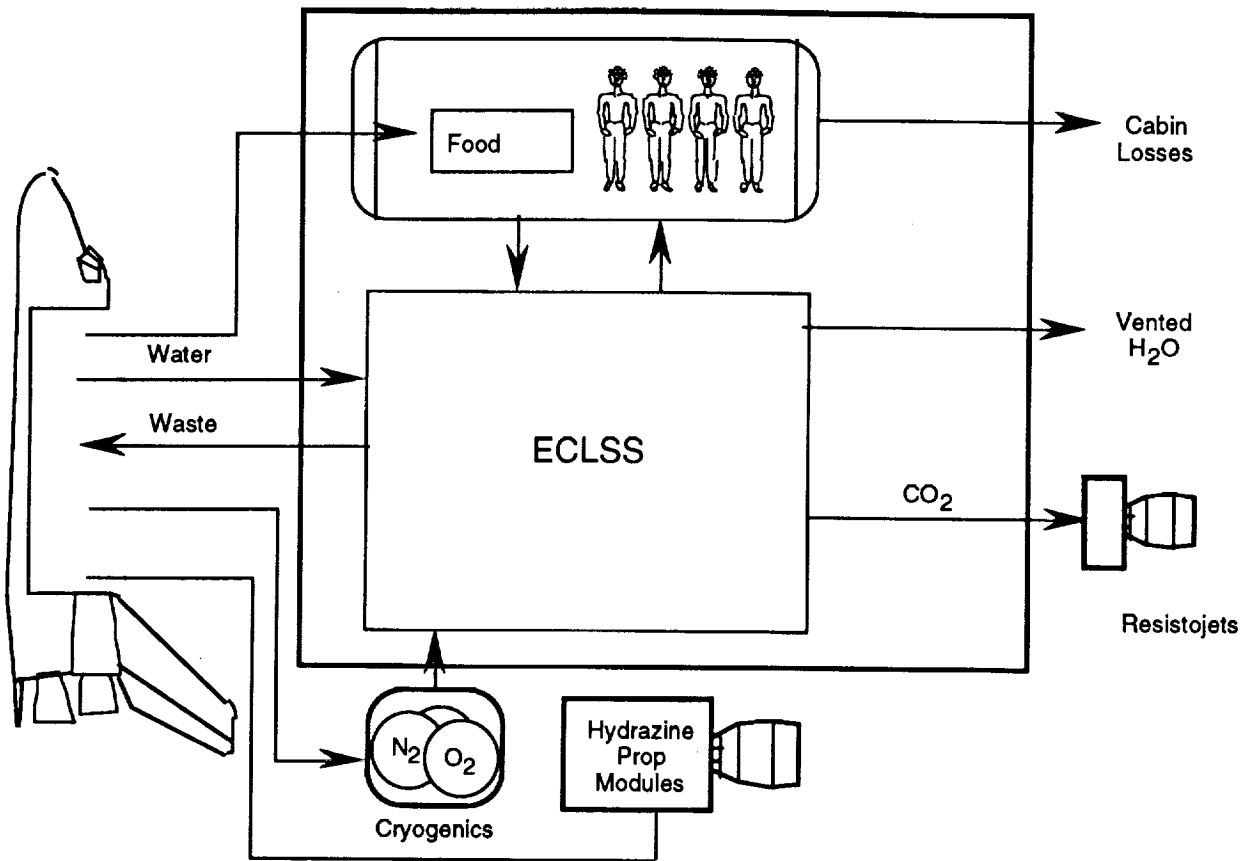 Food
Cabin
Losses
Water
Vented
H₂O
Waste
ECLSS
CO₂
Resistojets
N₂
O₂
Hydrazine
Prop
Modules
Cryogenics